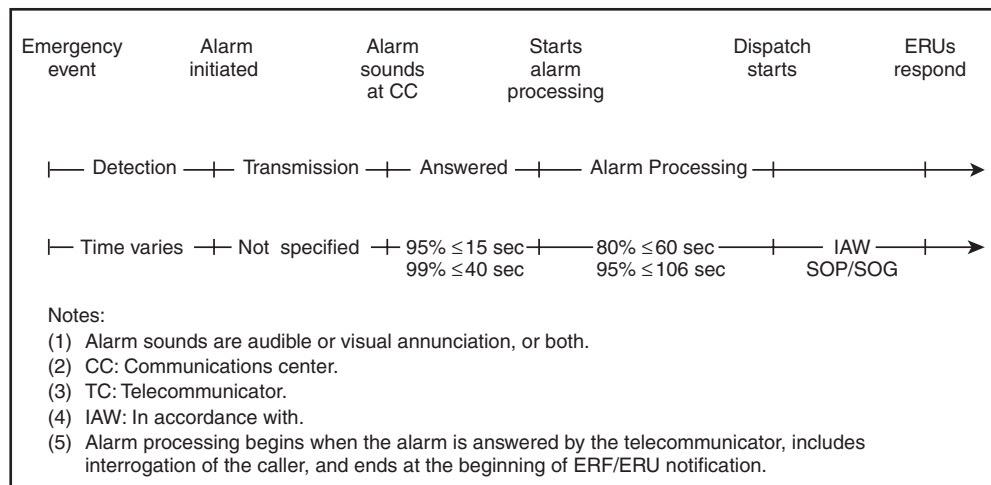 Emergency event
Alarm initiated
Alarm sounds at CC
Starts alarm processing
Dispatch starts
ERUs respond
Detection
Transmission
Answered
Alarm Processing
Time varies
Not specified
95% ≤15 sec
99% ≤40 sec
80% ≤60 sec
95% ≤106 sec
IAW
SOP/SOG
Notes:
(1) Alarm sounds are audible or visual annunciation, or both.
(2) CC: Communications center.
(3) TC: Telecommunicator.
(4) IAW: In accordance with.
(5) Alarm processing begins when the alarm is answered by the telecommunicator, includes
interrogation of the caller, and ends at the beginning of ERF/ERU notification.